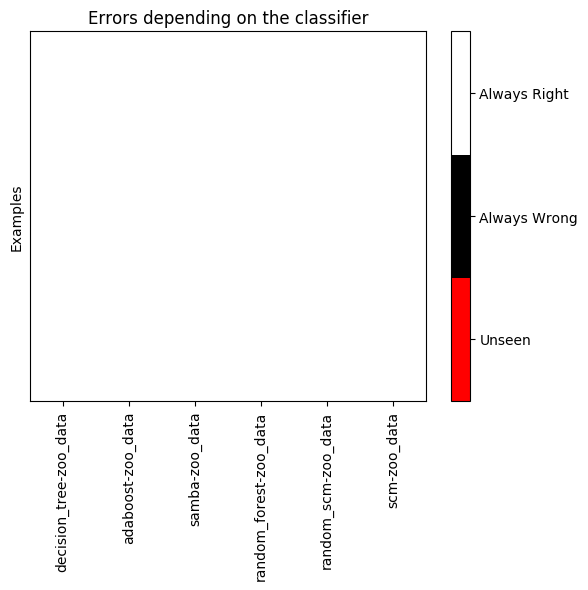 Errors depending on the classifier
Examples
Always Right
Always Wrong
Unseen
decision_tree-zoo_data
adaboost-zoo_data
samba-zoo_data
random_forest-zoo_data
random_scm-zoo_data
scm-zoo_data